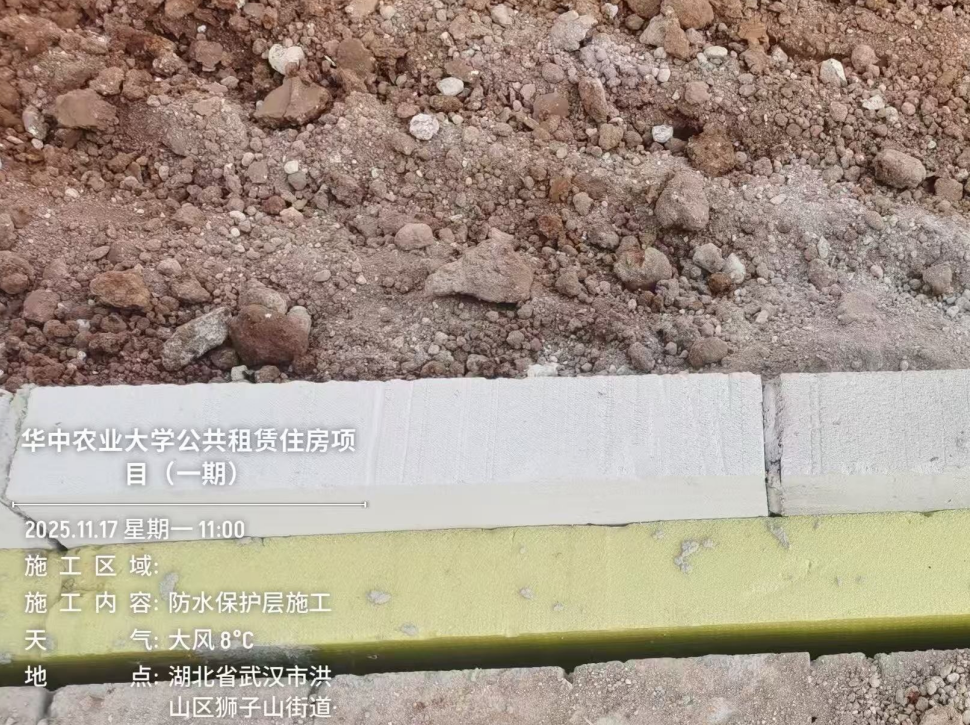 华中农业大学公共租赁住房项
目（一期）
2025.11.17 星期一 11:00
施工区域:
施工内容: 防水保护层施工
天气: 大风 8℃
地点: 湖北省武汉市洪
山区狮子山街道·